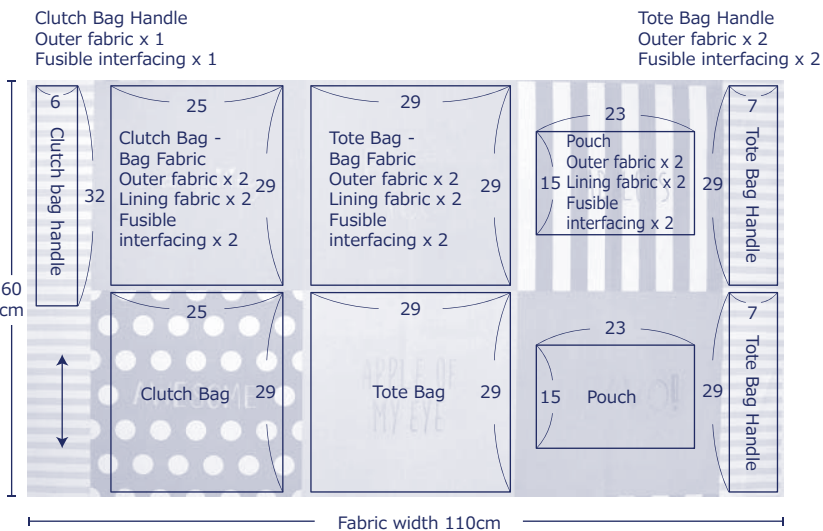 Clutch Bag Handle
Outer fabric x 1
Fusible interfacing x 1
Tote Bag Handle
Outer fabric x 2
Fusible interfacing x 2
6
Clutch bag handle
32
25
Clutch Bag -
Bag Fabric
Outer fabric x 2
Lining fabric x 2
Fusible
interfacing x 2
29
29
Tote Bag -
Bag Fabric
Outer fabric x 2
Lining fabric x 2
Fusible
interfacing x 2
29
23
Pouch
Outer fabric x 2
15 Lining fabric x 2
Fusible
interfacing x 2
7
29
Tote Bag Handle
60
cm
25
Clutch Bag
29
AWESOME
29
Tote Bag
29
APPLE OF
MY EYE
23
15
Pouch
7
29
Tote Bag Handle
Fabric width 110cm